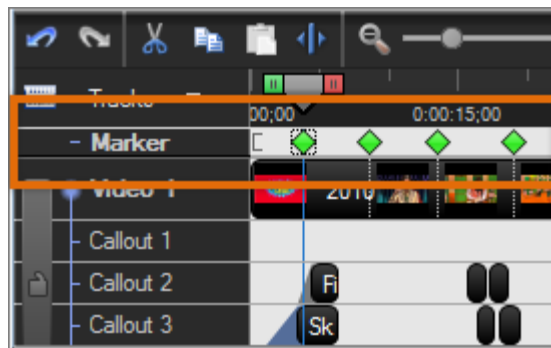 Tracks
00;00 0:00:15;00
Marker
Video 1 2010
Callout 1
Callout 2 Fi
Callout 3 Sk